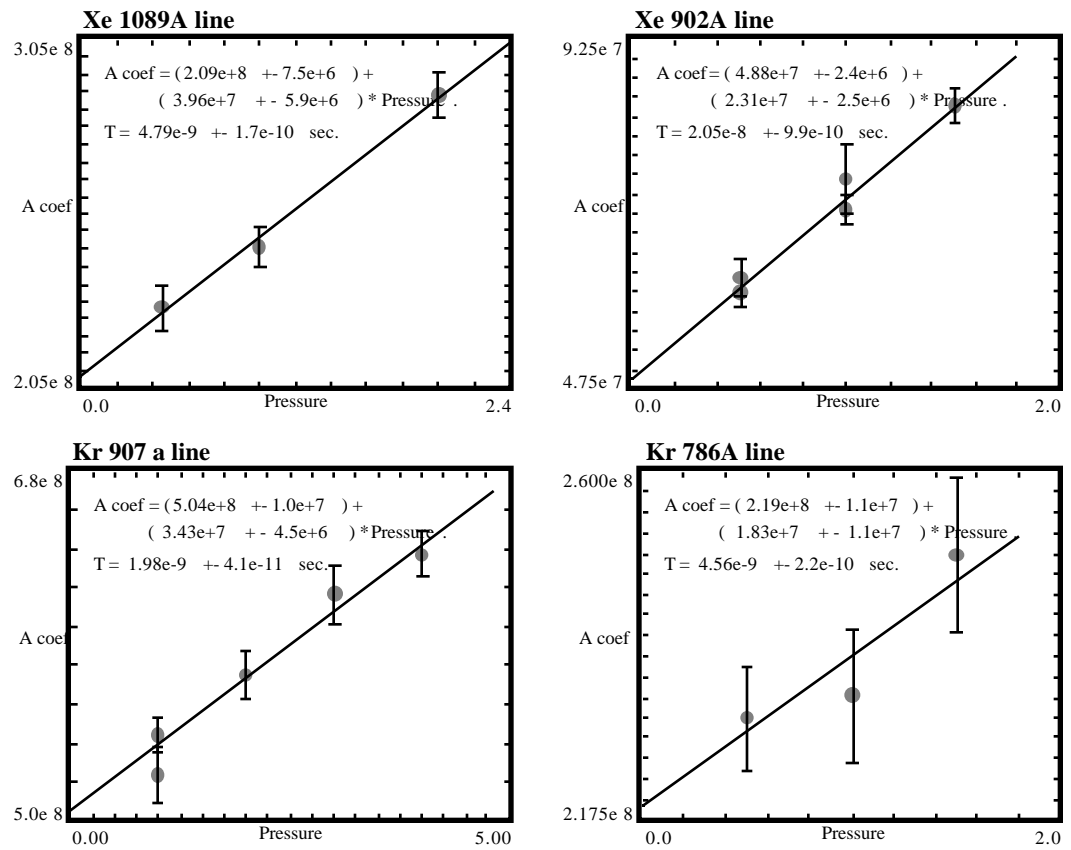 Xe 1089A line
3.05e 8
A coef = ( 2.09e+8 +- 7.5e+6 ) +
( 3.96e+7 + - 5.9e+6 ) * Pressure .
T = 4.79e-9 +- 1.7e-10 sec.
A coef
2.05e 8
0.0
Pressure
2.4
Xe 902A line
9.25e 7
A coef = ( 4.88e+7 +- 2.4e+6 ) +
( 2.31e+7 + - 2.5e+6 ) * Pressure .
T = 2.05e-8 +- 9.9e-10 sec.
A coef
4.75e 7
0.0
Pressure
2.0
Kr 907 a line
6.8e 8
A coef = ( 5.04e+8 +- 1.0e+7 ) +
( 3.43e+7 + - 4.5e+6 ) * Pressure .
T = 1.98e-9 +- 4.1e-11 sec.
A coef
5.0e 8
0.00
Pressure
5.00
Kr 786A line
2.600e 8
A coef = ( 2.19e+8 +- 1.1e+7 ) +
( 1.83e+7 + - 1.1e+7 ) * Pressure .
T = 4.56e-9 +- 2.2e-10 sec.
A coef
2.175e 8
0.0
Pressure
2.0